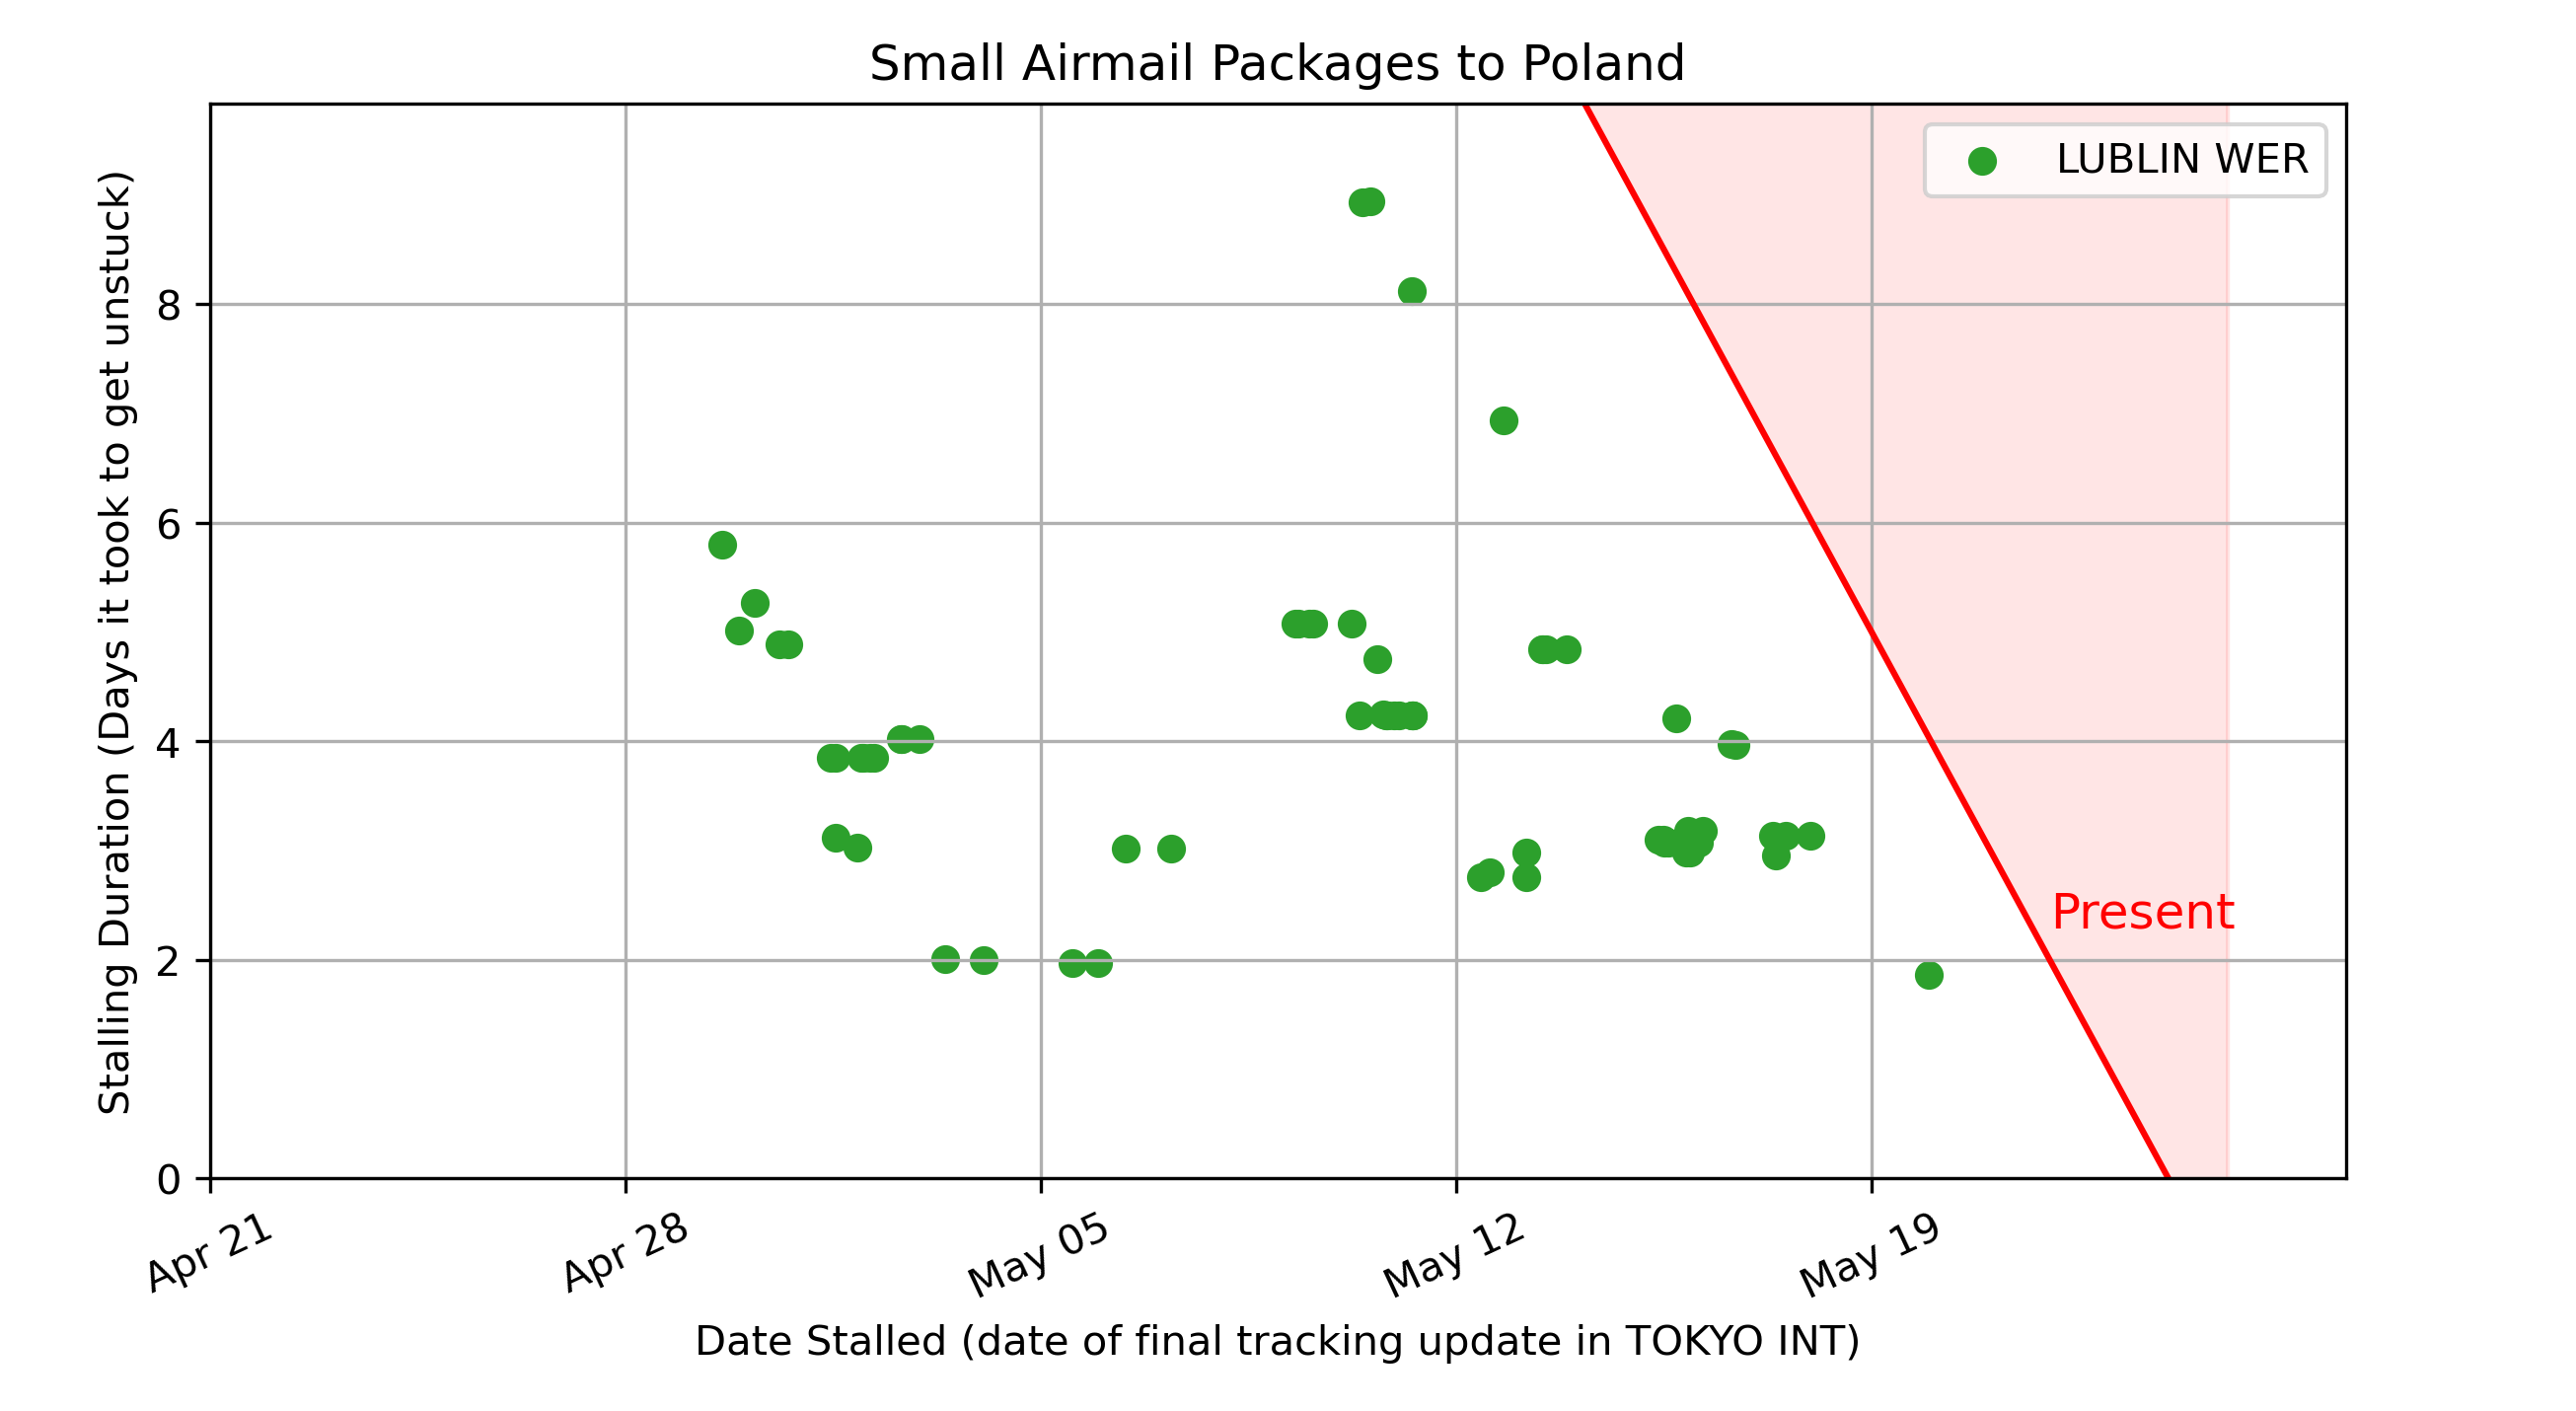 Small Airmail Packages to Poland
LUBLIN WER
Stalling Duration (Days it took to get unstuck)
8
6
4
2
0
Present
Apr 21
Apr 28
May 05
May 12
May 19
Date Stalled (date of final tracking update in TOKYO INT)